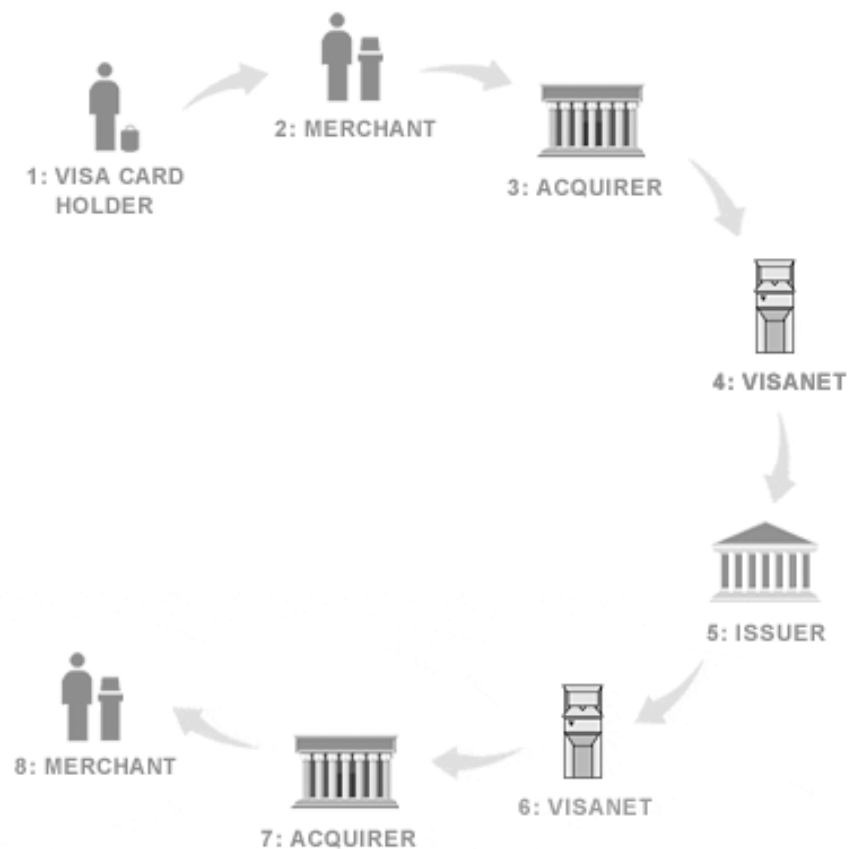 1: VISA CARD
HOLDER
2: MERCHANT
3: ACQUIRER
4: VISANET
5: ISSUER
6: VISANET
7: ACQUIRER
8: MERCHANT